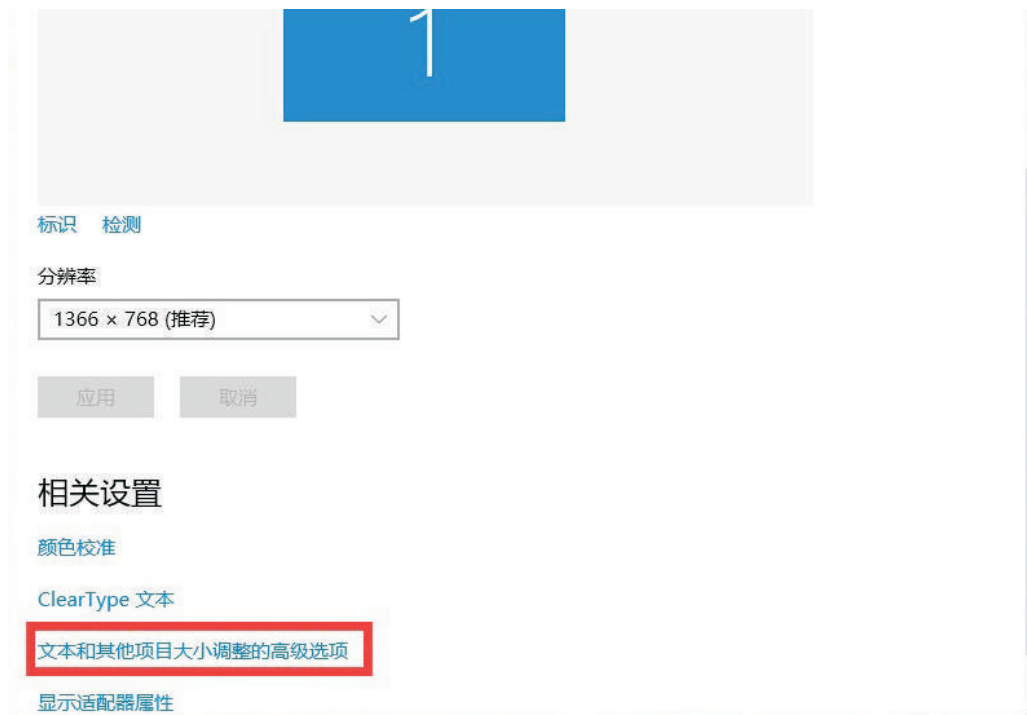 1
标识 检测
分辨率
1366 × 768 (推荐)
应用 取消
相关设置
颜色校准
ClearType 文本
文本和其他项目大小调整的高级选项
显示适配器属性